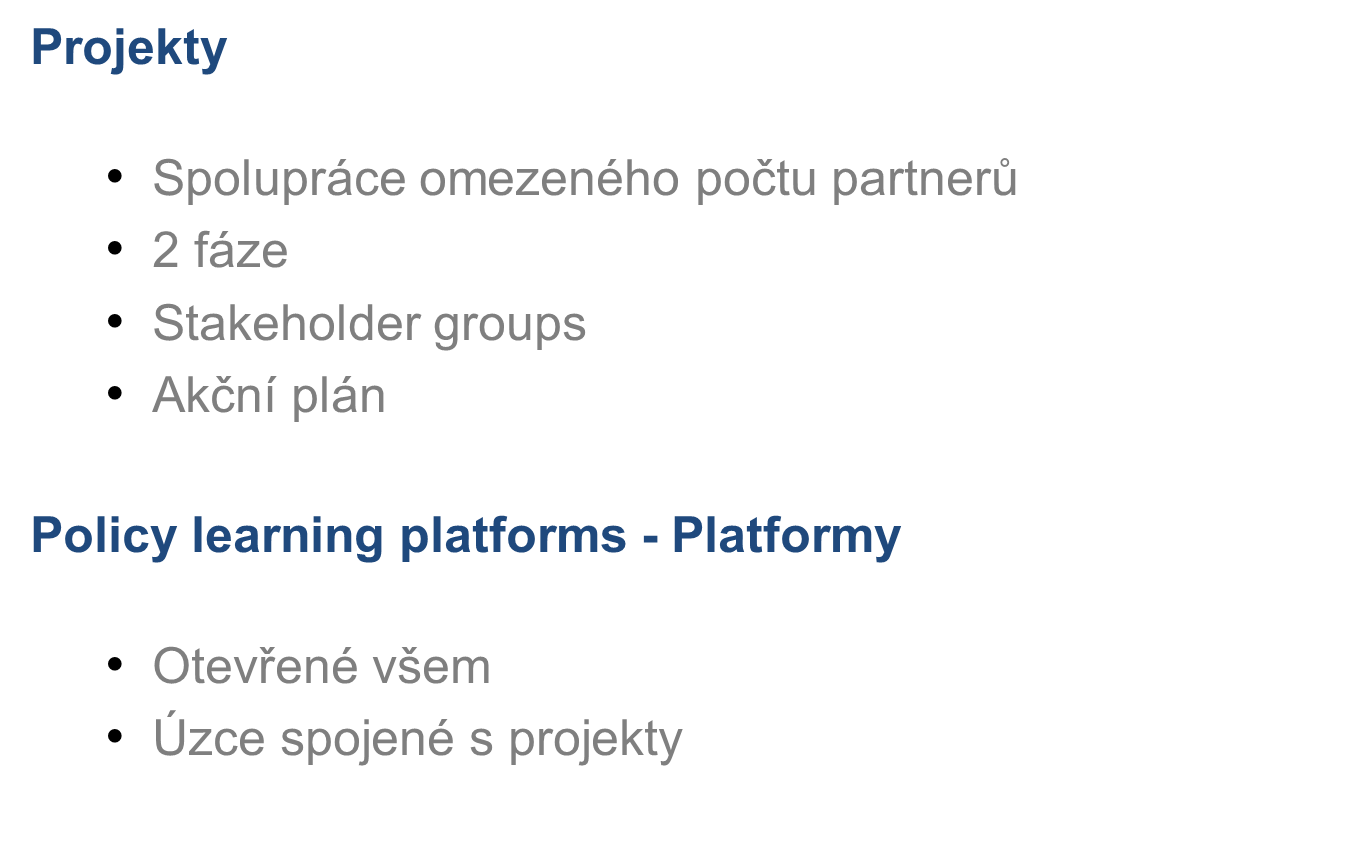 Projekty
• Spolupráce omezeného počtu partnerů
• 2 fáze
• Stakeholder groups
• Akční plán
Policy learning platforms - Platformy
• Otevřené všem
• Úzce spojené s projekty